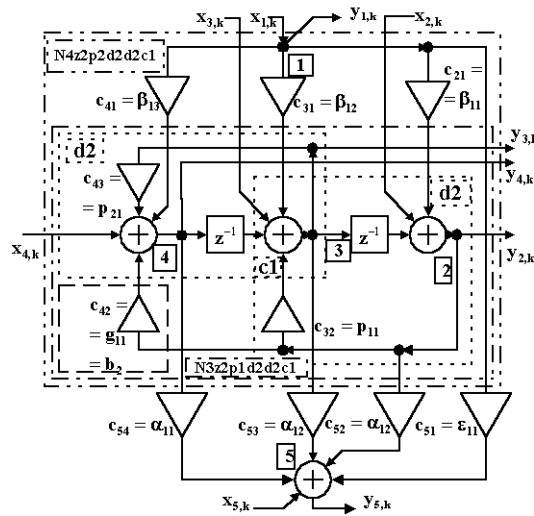 x3,k x1,k y1,k x2,k
N4z2p2d2d2c1
1
c21 =
c41 = β13
c31 = β12
= β11
d2
y3,
y4,k
c43 =
= p21
d2
x4,k
z⁻¹
z⁻¹
y2,k
4
c1
3
2
c42 =
= g11
= b2
c32 = p11
N3z2p1d2d2c1
c54 = α11
c53 = α12
c52 = α12
c51 = ε11
5
x5,k
y5,k